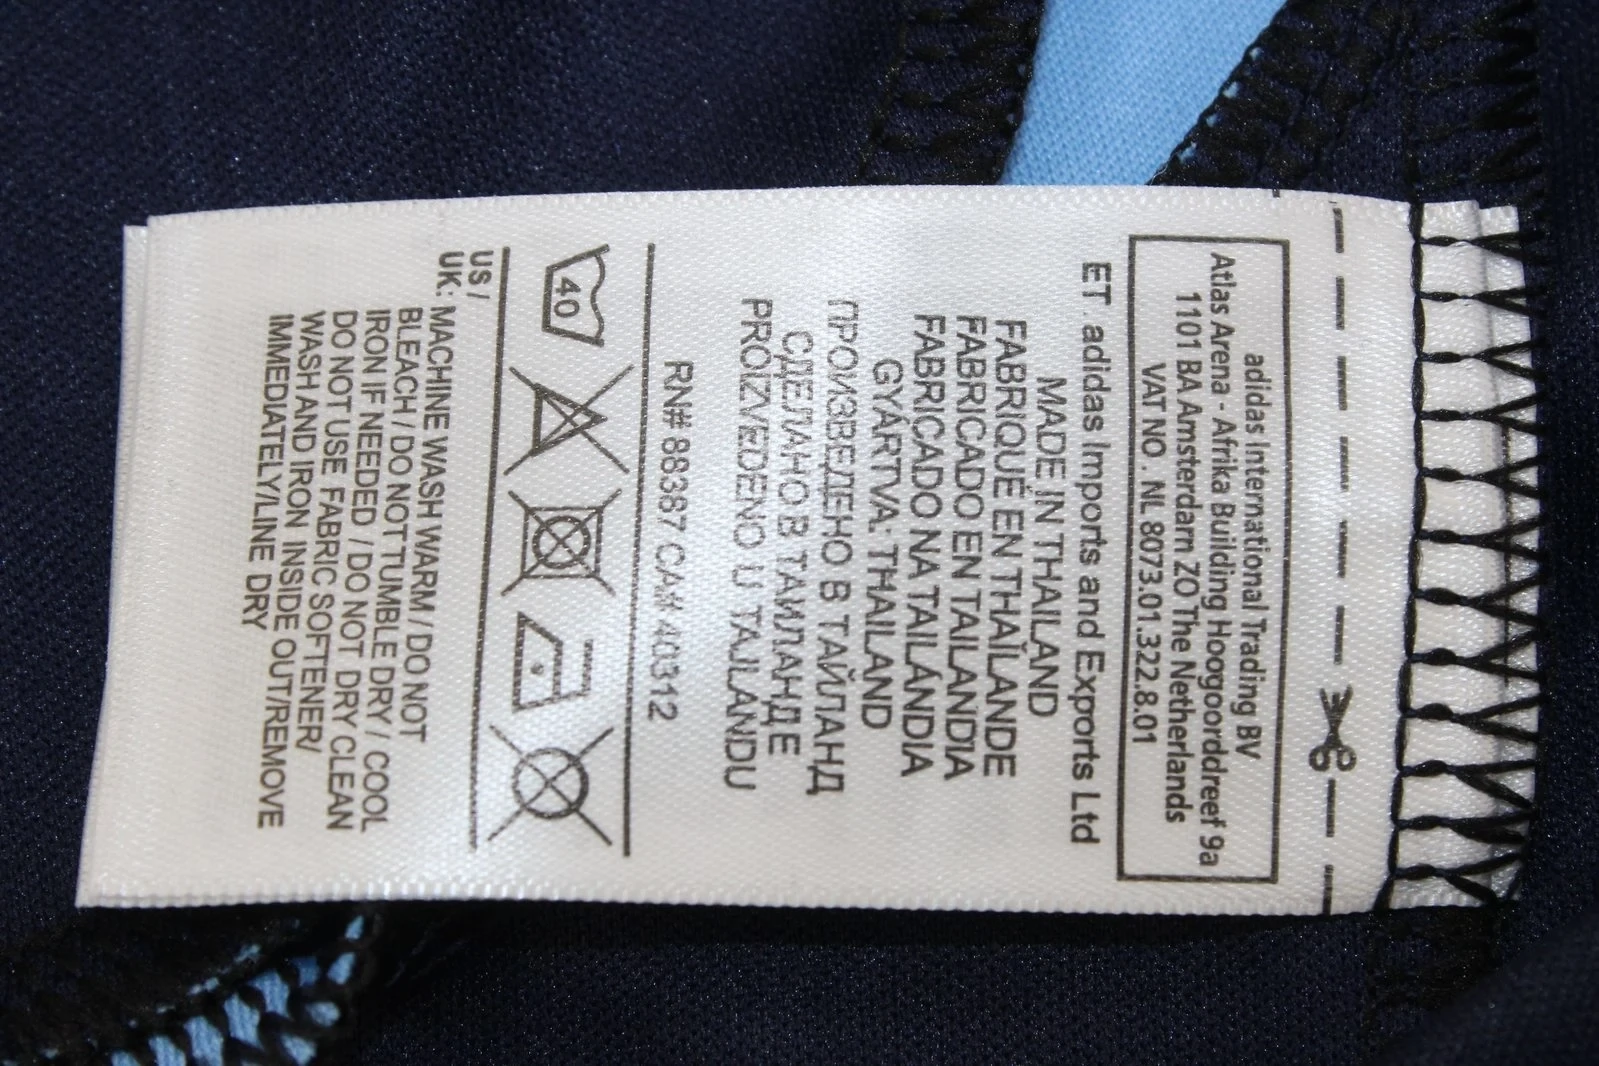 adidas International Trading BV
Atlas Arena - Afrika Building Hoogoorddreef 9a
1101 BA Amsterdam ZO The Netherlands
VAT NO . NL 8073.01.322.8.01
ET . adidas Imports and Exports Ltd
MADE IN THAILAND
FABRIQUÉ EN THAÏLANDE
FABRICADO EN TAILANDIA
FABRICADO NA TAILÁNDIA
GYÁRTVA: THAILAND
ПРОИЗВЕДЕНО В ТАЙЛАНД
СДЕЛАНО В ТАИЛАНДЕ
PROIZVEDENO U TAJLANDU
RN# 88387 CA# 40312
40
US /
UK: MACHINE WASH WARM / DO NOT
BLEACH / DO NOT TUMBLE DRY / COOL
IRON IF NEEDED / DO NOT DRY CLEAN
DO NOT USE FABRIC SOFTENER/
WASH AND IRON INSIDE OUT/REMOVE
IMMEDIATELY/LINE DRY